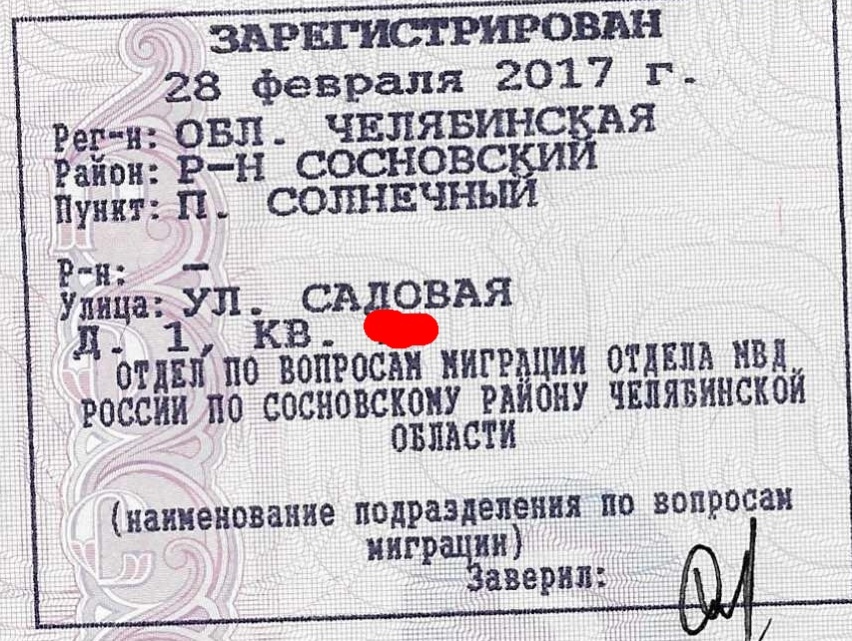 ЗАРЕГИСТРИРОВАН
28 февраля 2017 г.
Рег-н: ОБЛ. ЧЕЛЯБИНСКАЯ
Район: Р-Н СОСНОВСКИЙ
Пункт: П. СОЛНЕЧНЫЙ
Р-н: –
Улица: УЛ. САДОВАЯ
Д. 1, КВ.
ОТДЕЛ ПО ВОПРОСАМ МИГРАЦИИ ОТДЕЛА МВД
РОССИИ ПО СОСНОВСКОМУ РАЙОНУ ЧЕЛЯБИНСКОЙ
ОБЛАСТИ
(наименование подразделения по вопросам
миграции)
Заверил: